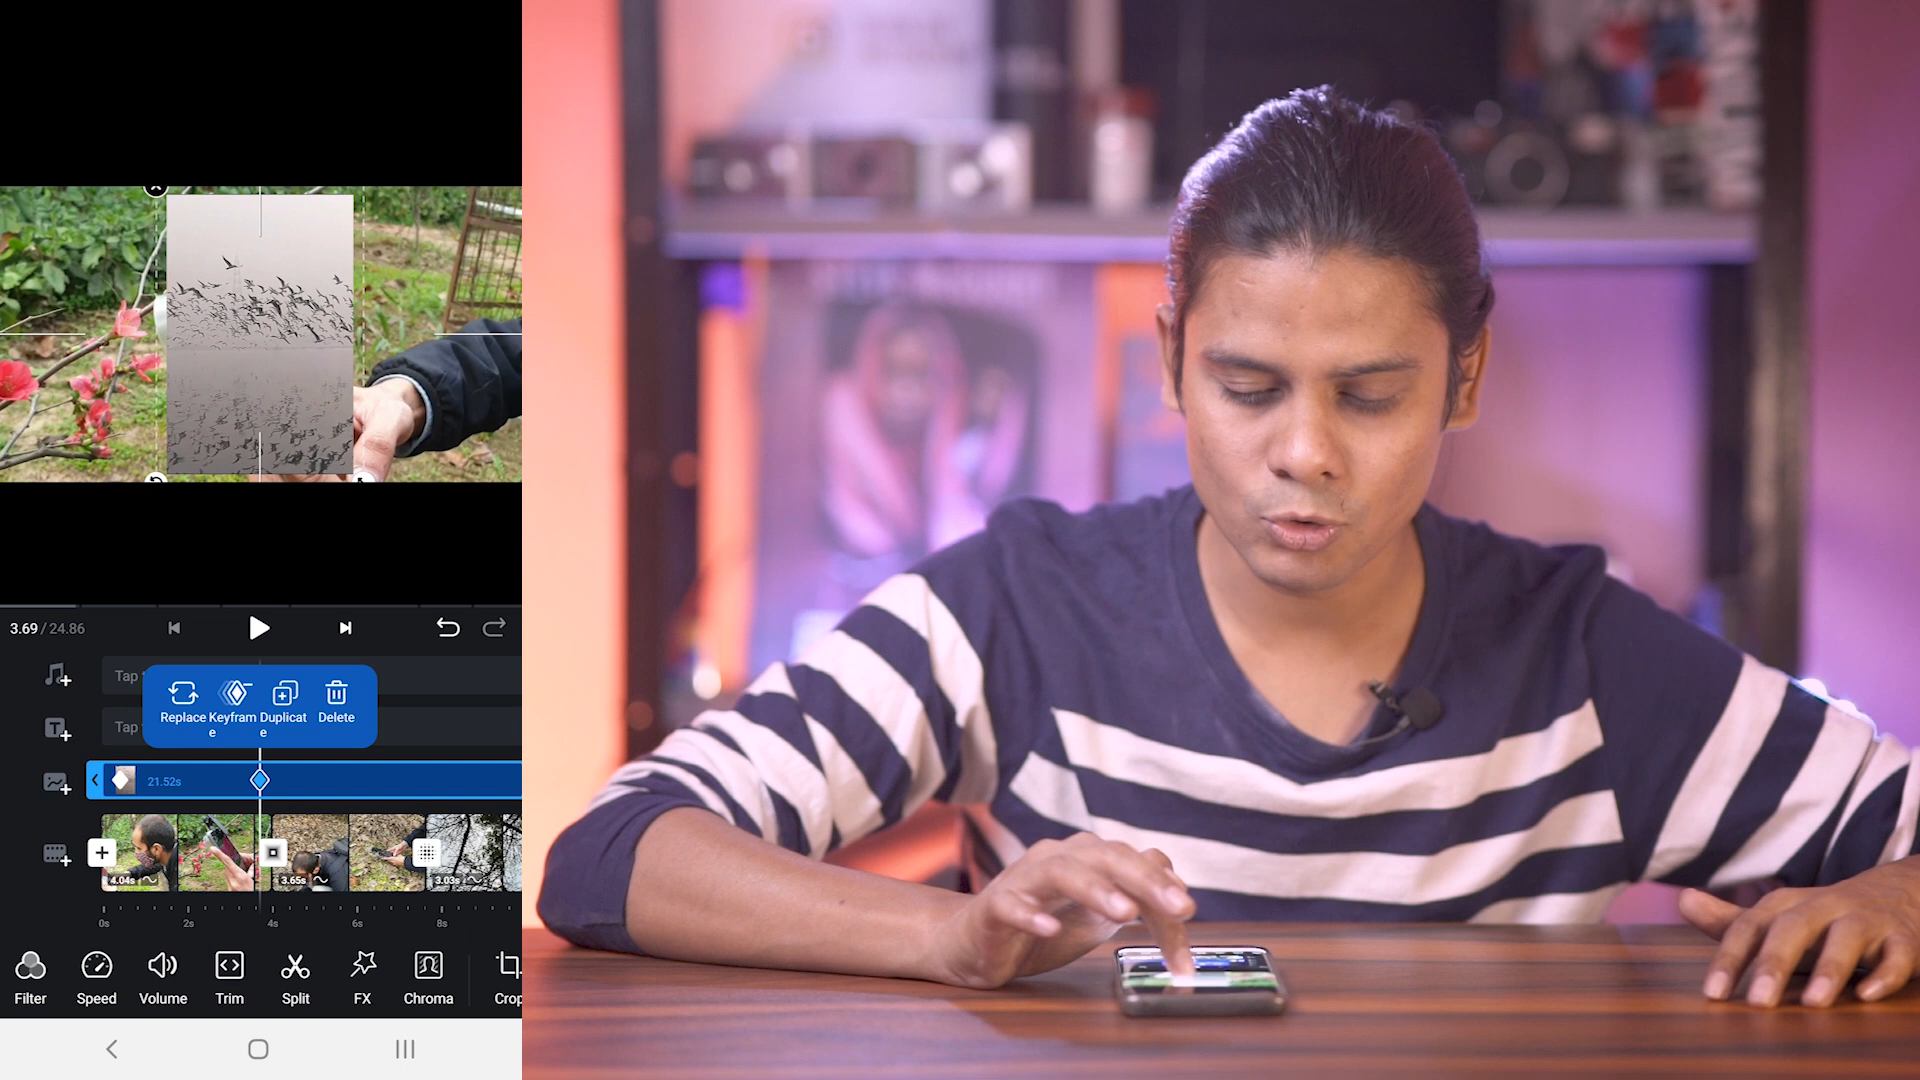 3.69 / 24.86
Tap
Replace Keyfram Duplicat Delete
e e
Tap
21.52s
4.04s 3.65s 3.03s
0s 2s 4s 6s 8s
Filter Speed Volume Trim Split FX Chroma Crop